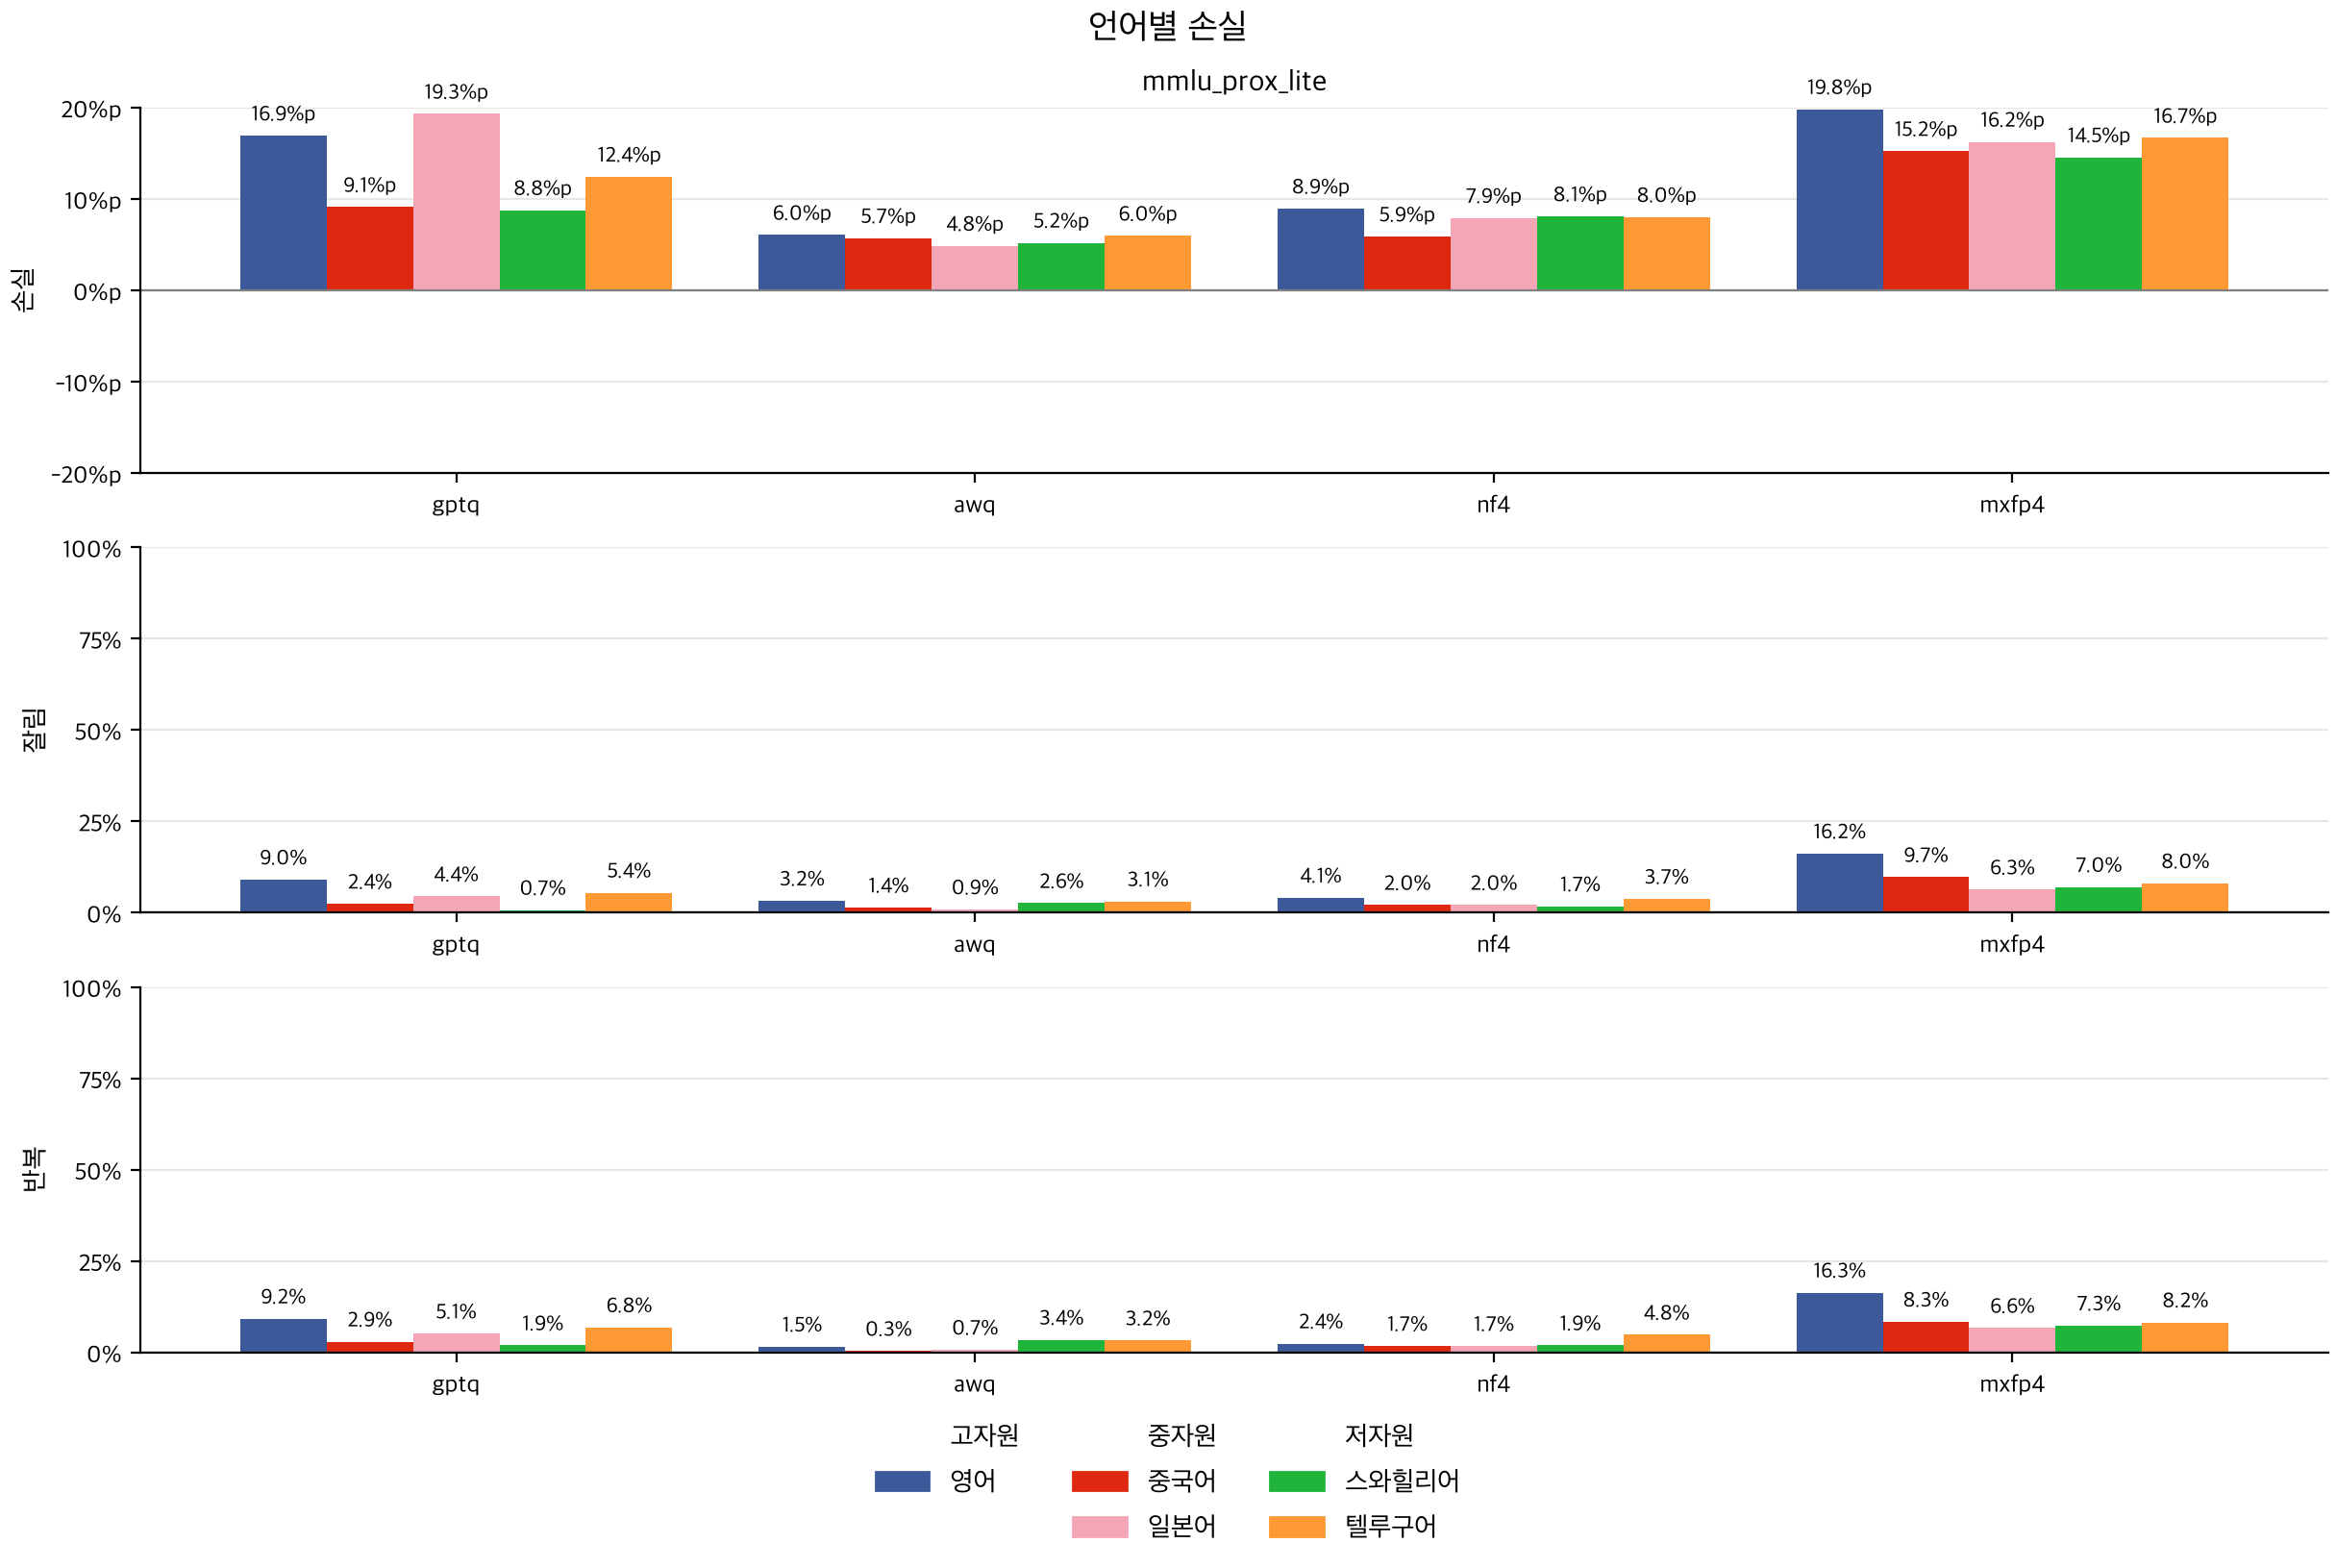 언어별 손실
mmlu_prox_lite
손실
20%p
10%p
0%p
-10%p
-20%p
16.9%p 9.1%p 19.3%p 8.8%p 12.4%p
6.0%p 5.7%p 4.8%p 5.2%p 6.0%p
8.9%p 5.9%p 7.9%p 8.1%p 8.0%p
19.8%p 15.2%p 16.2%p 14.5%p 16.7%p
gptq awq nf4 mxfp4
잘림
100%
75%
50%
25%
0%
9.0% 2.4% 4.4% 0.7% 5.4%
3.2% 1.4% 0.9% 2.6% 3.1%
4.1% 2.0% 2.0% 1.7% 3.7%
16.2% 9.7% 6.3% 7.0% 8.0%
gptq awq nf4 mxfp4
반복
100%
75%
50%
25%
0%
9.2% 2.9% 5.1% 1.9% 6.8%
1.5% 0.3% 0.7% 3.4% 3.2%
2.4% 1.7% 1.7% 1.9% 4.8%
16.3% 8.3% 6.6% 7.3% 8.2%
gptq awq nf4 mxfp4
고자원 중자원 저자원
영어 중국어 스와힐리어
일본어 텔루구어